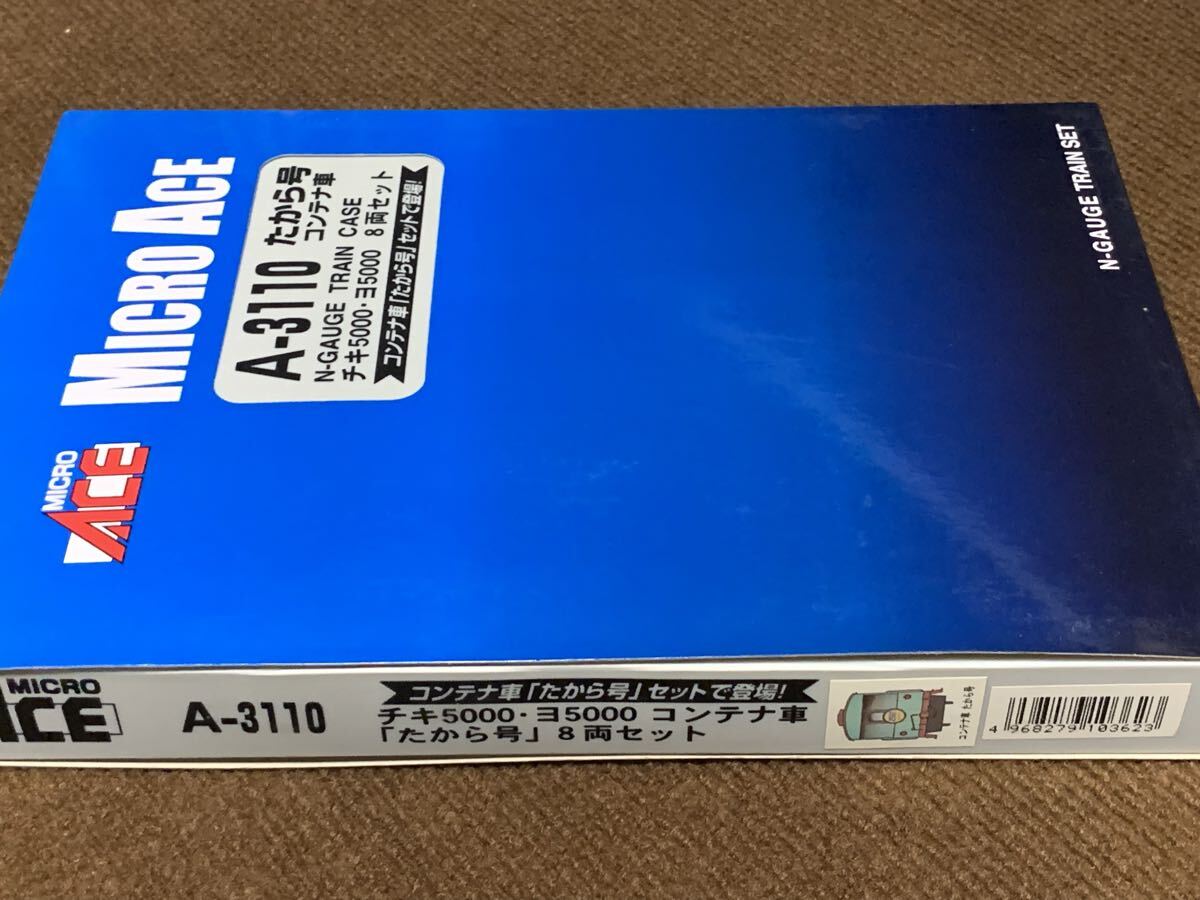 MICRO ACE
MICRO ACE
A-3110 たから号
コンテナ車
N-GAUGE TRAIN CASE
チキ5000・ヨ5000 8両セット
コンテナ車「たから号」セットで登場!
N-GAUGE TRAIN SET
MICRO
ICE
A-3110
コンテナ車「たから号」セットで登場!
チキ5000・ヨ5000 コンテナ車
「たから号」8両セット
コンテナ車 たから号
4 968279 103623